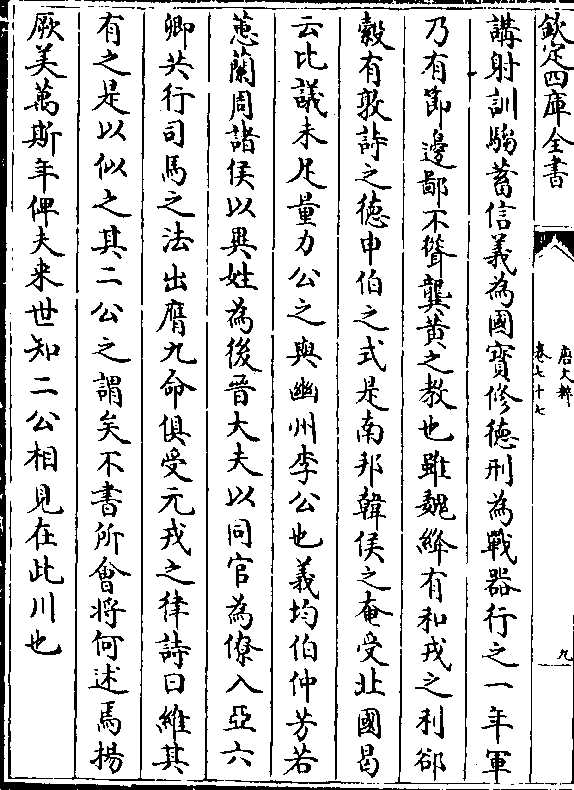 欽定四庫全書
唐文粹
卷七十七
九
講射訓騶蓄信義為國寳修徳刑為戰器行之一年軍
乃有節邊鄙不聳龔黄之教也雖魏絳有和戎之利郤
縠有敦詩之徳申伯之式是南邦韓侯之奄受北國曷
云比議未足量力公之與幽州李公也義均伯仲芳若
蕙蘭周諸侯以異姓為後晉大夫以同官為僚入亞六
卿共行司馬之法出膺九命俱受元戎之律詩曰維其
有之是以似之其二公之謂矣不書所會將何述焉揚
厥美萬斯年俾夫来世知二公相見在此川也